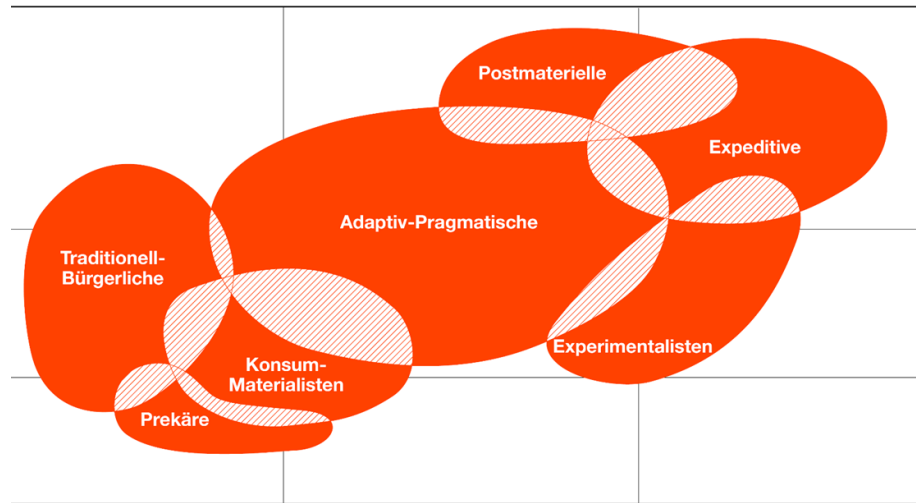 Postmaterielle
Expeditive
Adaptiv-Pragmatische
Traditionell-
Bürgerliche
Experimentalisten
Konsum-
Materialisten
Prekäre